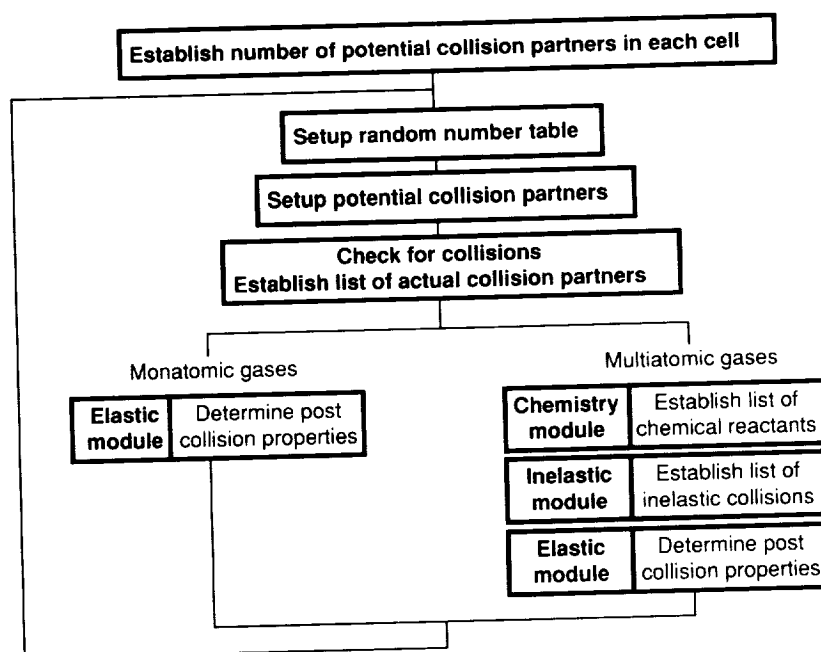 Establish number of potential collision partners in each cell
Setup random number table
Setup potential collision partners
Check for collisions
Establish list of actual collision partners
Monatomic gases
Elastic
module
Determine post
collision properties
Multiatomic gases
Chemistry
module
Establish list of
chemical reactants
Inelastic
module
Establish list of
inelastic collisions
Elastic
module
Determine post
collision properties